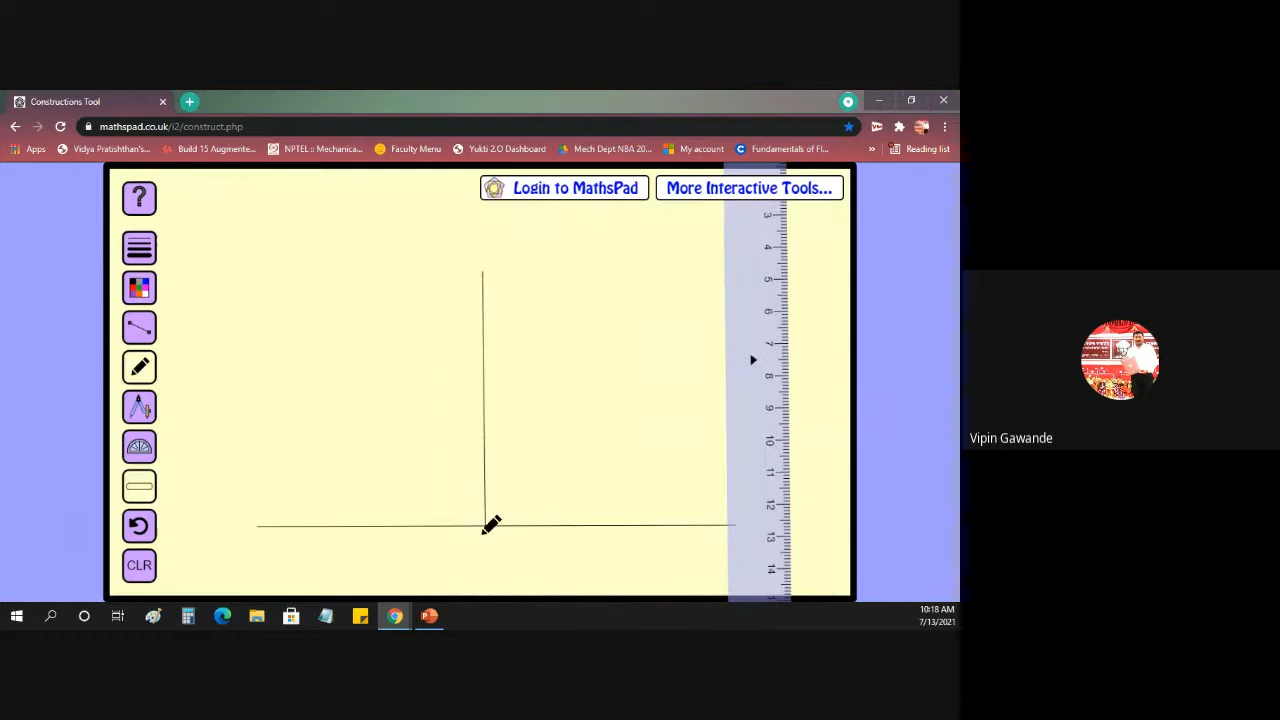 Constructions Tool
mathspad.co.uk/i2/construct.php
Apps
Vidya Pratishthan's...
Build 15 Augmente...
NPTEL :: Mechanica...
Faculty Menu
Yukti 2.O Dashboard
Mech Dept NBA 20...
My account
Fundamentals of Fl...
»
Reading list
?
Login to MathsPad
More Interactive Tools...
3
4
5
6
7
8
9
10
11
12
13
14
CLR
Vipin Gawande
10:18 AM
7/13/2021